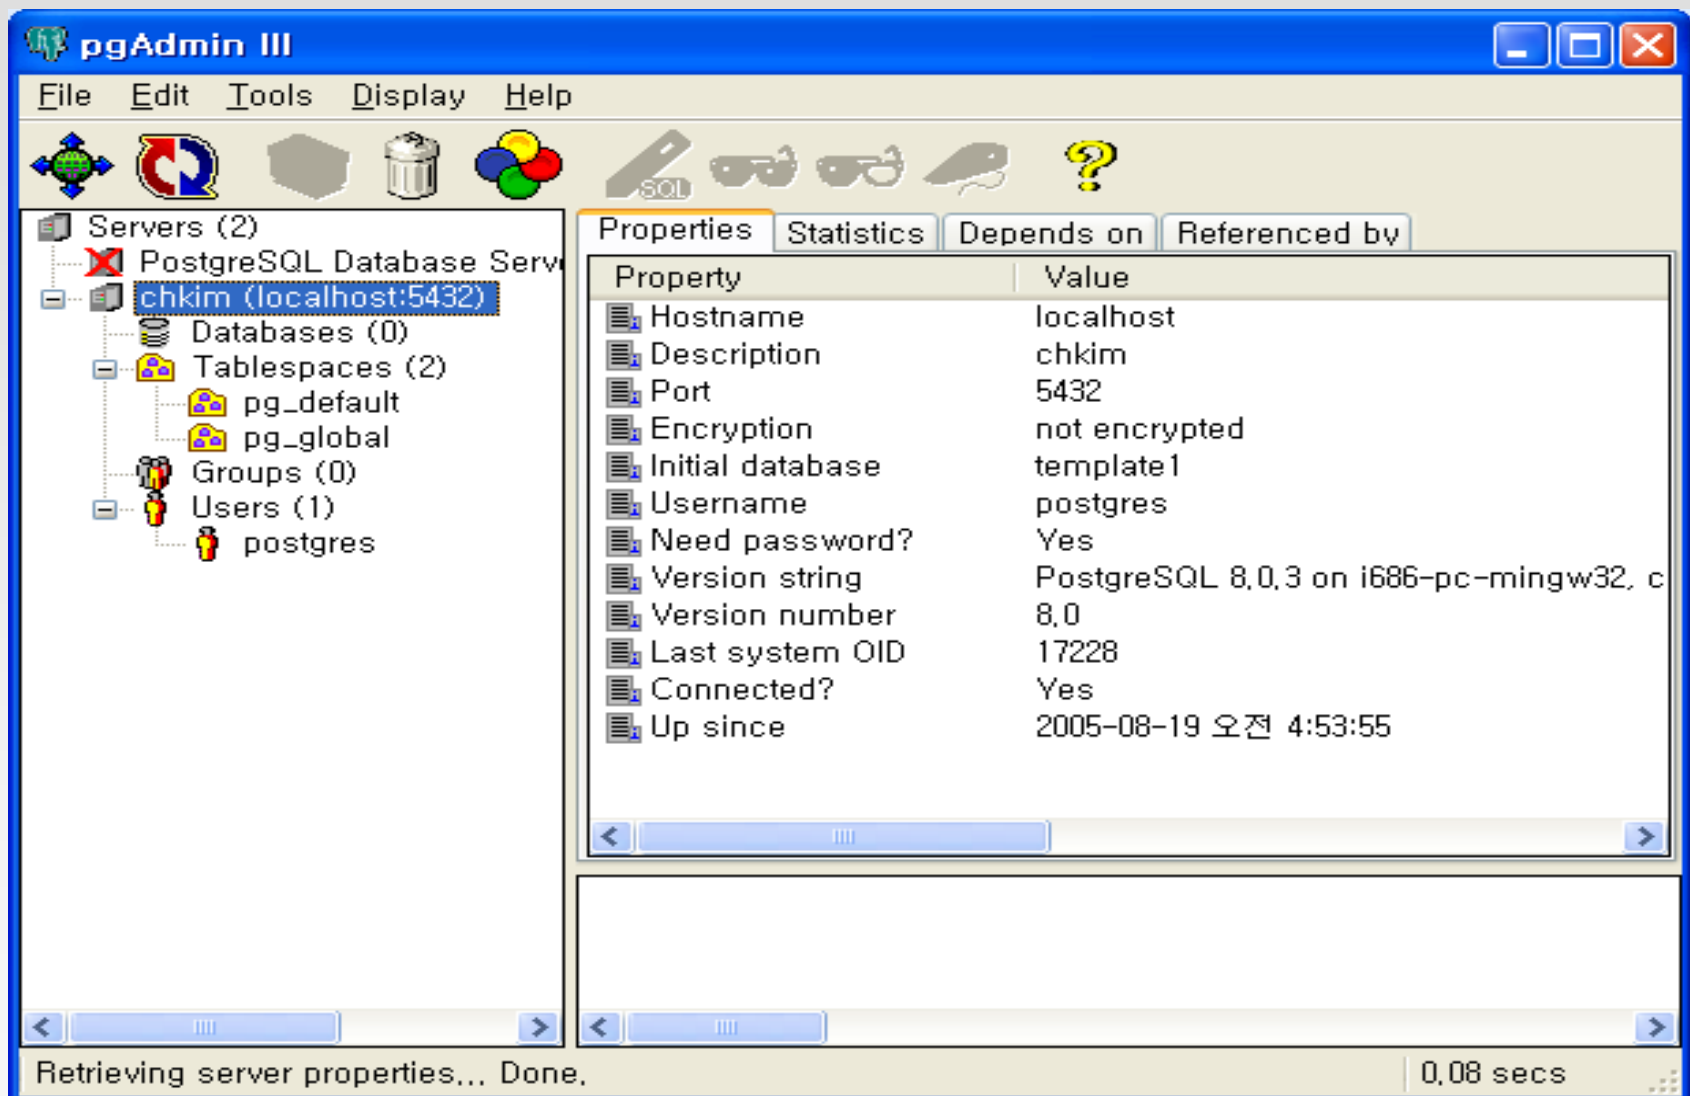 pgAdmin III
File Edit Tools Display Help
SQL
Servers (2)
PostgreSQL Database Serv
chkim (localhost:5432)
Databases (0)
Tablespaces (2)
pg_default
pg_global
Groups (0)
Users (1)
postgres
Properties Statistics Depends on Referenced by
Property Value
Hostname localhost
Description chkim
Port 5432
Encryption not encrypted
Initial database template1
Username postgres
Need password? Yes
Version string PostgreSQL 8.0.3 on i686-pc-mingw32, c
Version number 8.0
Last system OID 17228
Connected? Yes
Up since 2005-08-19 오전 4:53:55
Retrieving server properties... Done. 0.08 secs